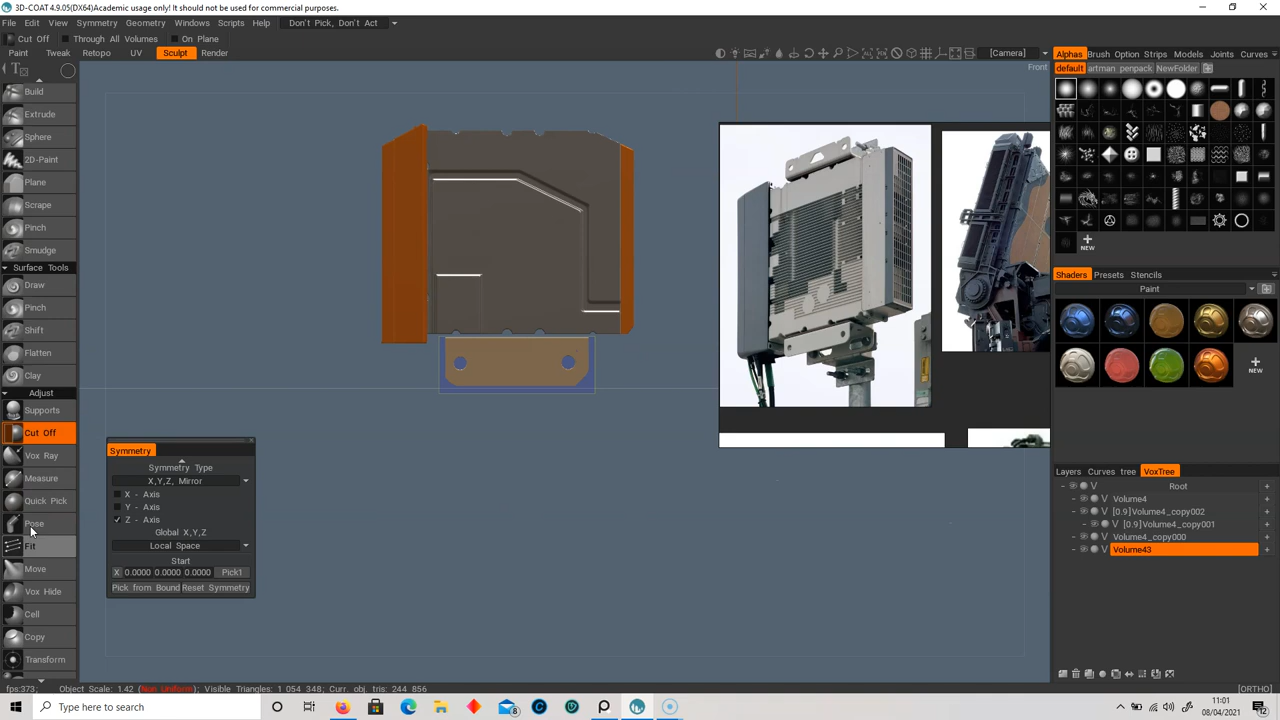 3D-COAT 4.9.05(DX64)Academic usage only! It should not be used for commercial purposes.
File Edit View Symmetry Geometry Windows Scripts Help Don't Pick, Don't Act
Cut Off Through All Volumes On Plane
Paint Tweak Retopo UV Sculpt Render [Camera]
Front
Build
Extrude
Sphere
2D-Paint
Plane
Scrape
Pinch
Smudge
Surface Tools
Draw
Pinch
Shift
Flatten
Clay
Adjust
Supports
Cut Off
Vox Ray
Measure
Quick Pick
Pose
Fit
Move
Vox Hide
Cell
Copy
Transform
Symmetry
Symmetry Type
X,Y,Z, Mirror
X - Axis
Y - Axis
Z - Axis
Global X,Y,Z
Local Space
Start
X 0.0000 0.0000 0.0000 Pick1
Pick from Bound Reset Symmetry
Alphas Brush Option Strips Models Joints Curves
default artman penpack NewFolder
NEW
Shaders Presets Stencils
Paint
NEW
Layers Curves tree VoxTree
V Root +
V Volume4 +
V [0.9]Volume4_copy002 +
V [0.9]Volume4_copy001 +
V Volume4_copy000 +
V Volume43 +
fps:373; Object Scale: 1.42 (Non Uniform) Visible Triangles: 1 054 348; Curr. obj. tris: 244 856 [ORTHO]
Type here to search
8
11:01
08/04/2021
12